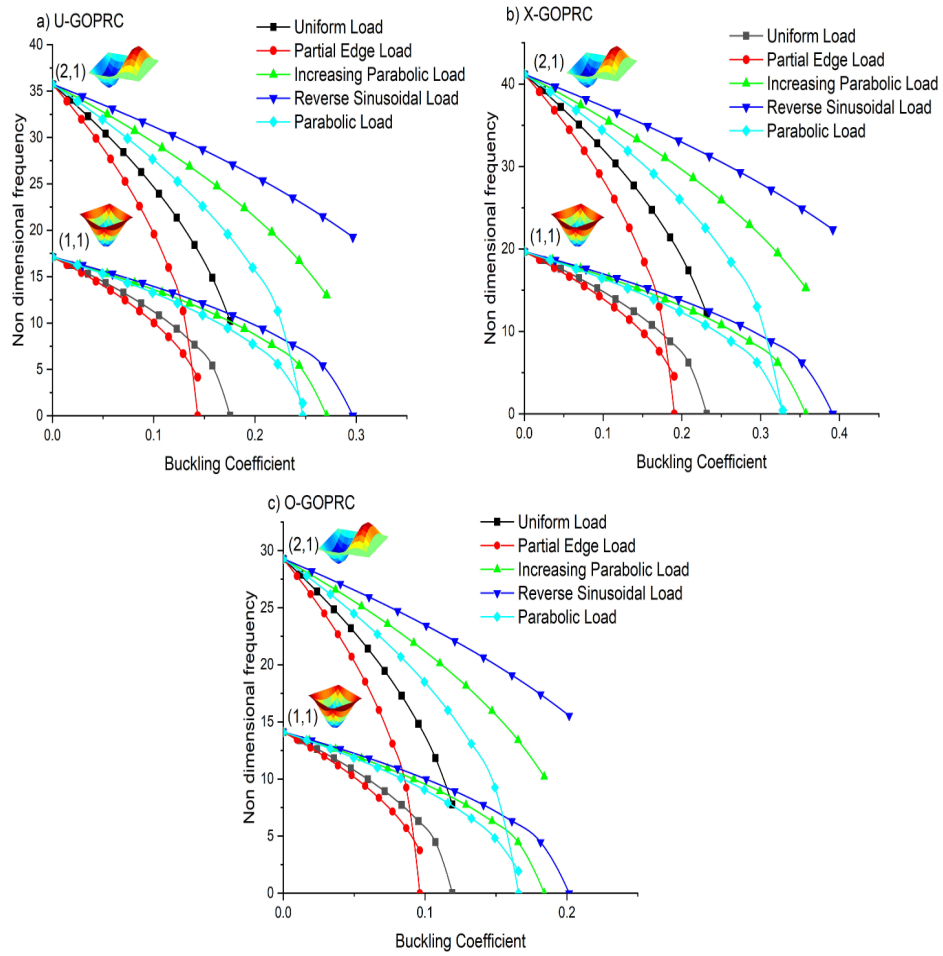 a) U-GOPRC
Uniform Load
Partial Edge Load
Increasing Parabolic Load
Reverse Sinusoidal Load
Parabolic Load
(2,1)
(1,1)
Non dimensional frequency
40
35
30
25
20
15
10
5
0
0.0
0.1
0.2
0.3
Buckling Coefficient
b) X-GOPRC
Uniform Load
Partial Edge Load
Increasing Parabolic Load
Reverse Sinusoidal Load
Parabolic Load
(2,1)
(1,1)
Non dimensional frequency
40
30
20
10
0
0.0
0.1
0.2
0.3
0.4
Buckling Coefficient
c) O-GOPRC
Uniform Load
Partial Edge Load
Increasing Parabolic Load
Reverse Sinusoidal Load
Parabolic Load
(2,1)
(1,1)
Non dimensional frequency
30
25
20
15
10
5
0
0.0
0.1
0.2
Buckling Coefficient